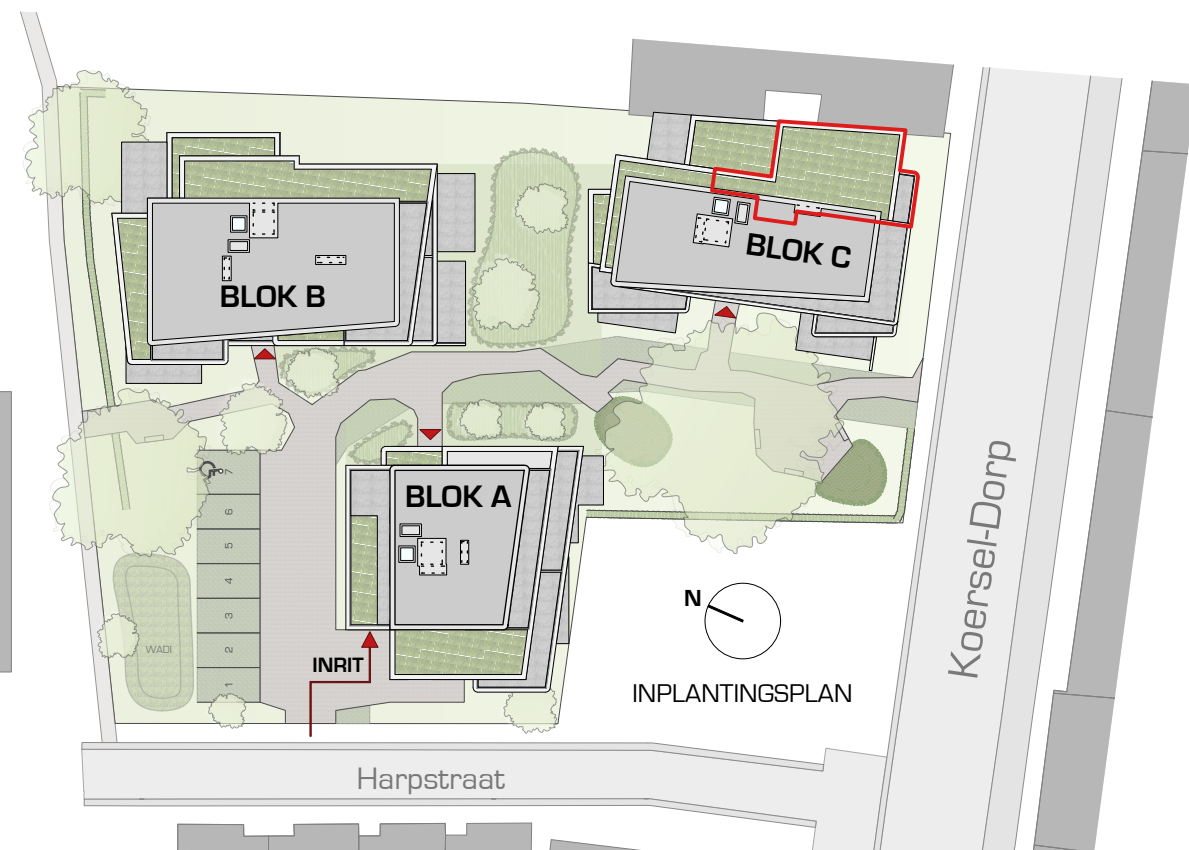 BLOK C
BLOK B
7
6
5
4
3
2
1
BLOK A
WADI
INRIT
N
INPLANTINGSPLAN
Koersel-Dorp
Harpstraat